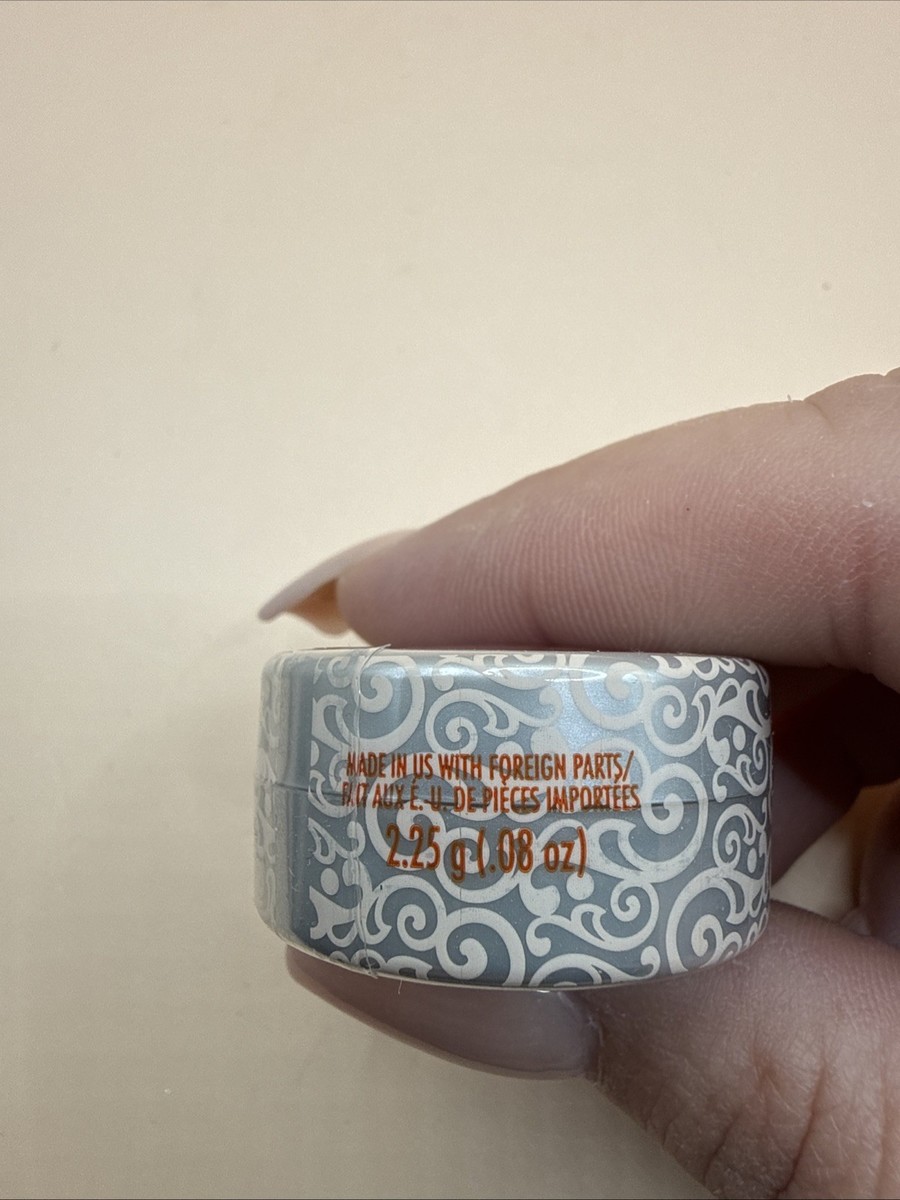 MADE IN US WITH FOREIGN PARTS/
FAIT AUX É. U. DE PIÈCES IMPORTÉES
2.25 g (.08 oz)